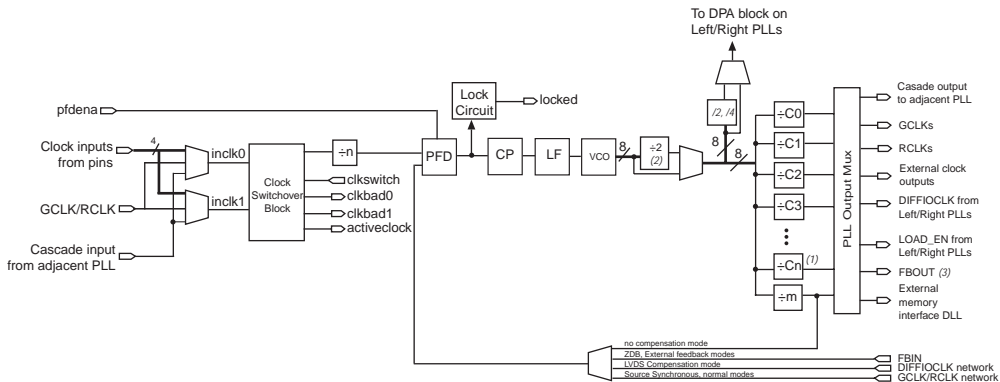 To DPA block on
Left/Right PLLs
pfdena
Lock
Circuit
locked
/2, /4
Casade output
to adjacent PLL
GCLKs
RCLKs
External clock
outputs
DIFFIOCLK from
Left/Right PLLs
LOAD_EN from
Left/Right PLLs
FBOUT (3)
External
memory
interface DLL
PLL Output Mux
÷C0
÷C1
÷C2
÷C3
÷Cn (1)
÷m
Clock inputs
from pins
4
inclk0
÷n
PFD
CP
LF
VCO
8
÷2
(2)
8
8
GCLK/RCLK
inclk1
Clock
Switchover
Block
clkswitch
clkbad0
clkbad1
activeclock
Cascade input
from adjacent PLL
no compensation mode
ZDB, External feedback modes
LVDS Compensation mode
Source Synchronous, normal modes
FBIN
DIFFIOCLK network
GCLK/RCLK network